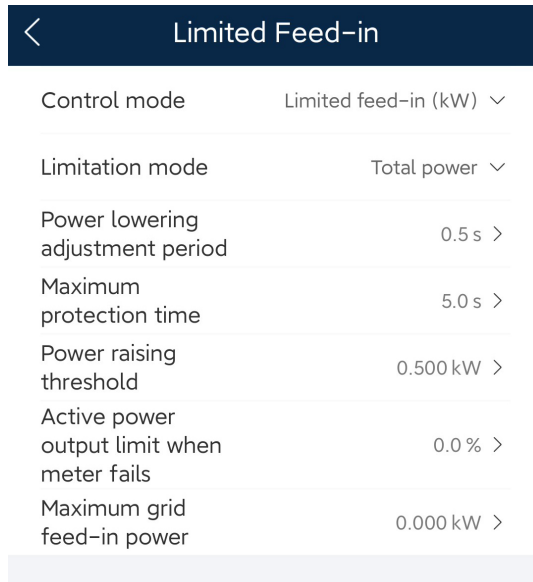 Limited Feed-in
Control mode Limited feed-in (kW)
Limitation mode Total power
Power lowering
adjustment period 0.5 s
Maximum
protection time 5.0 s
Power raising
threshold 0.500 kW
Active power
output limit when
meter fails 0.0 %
Maximum grid
feed-in power 0.000 kW